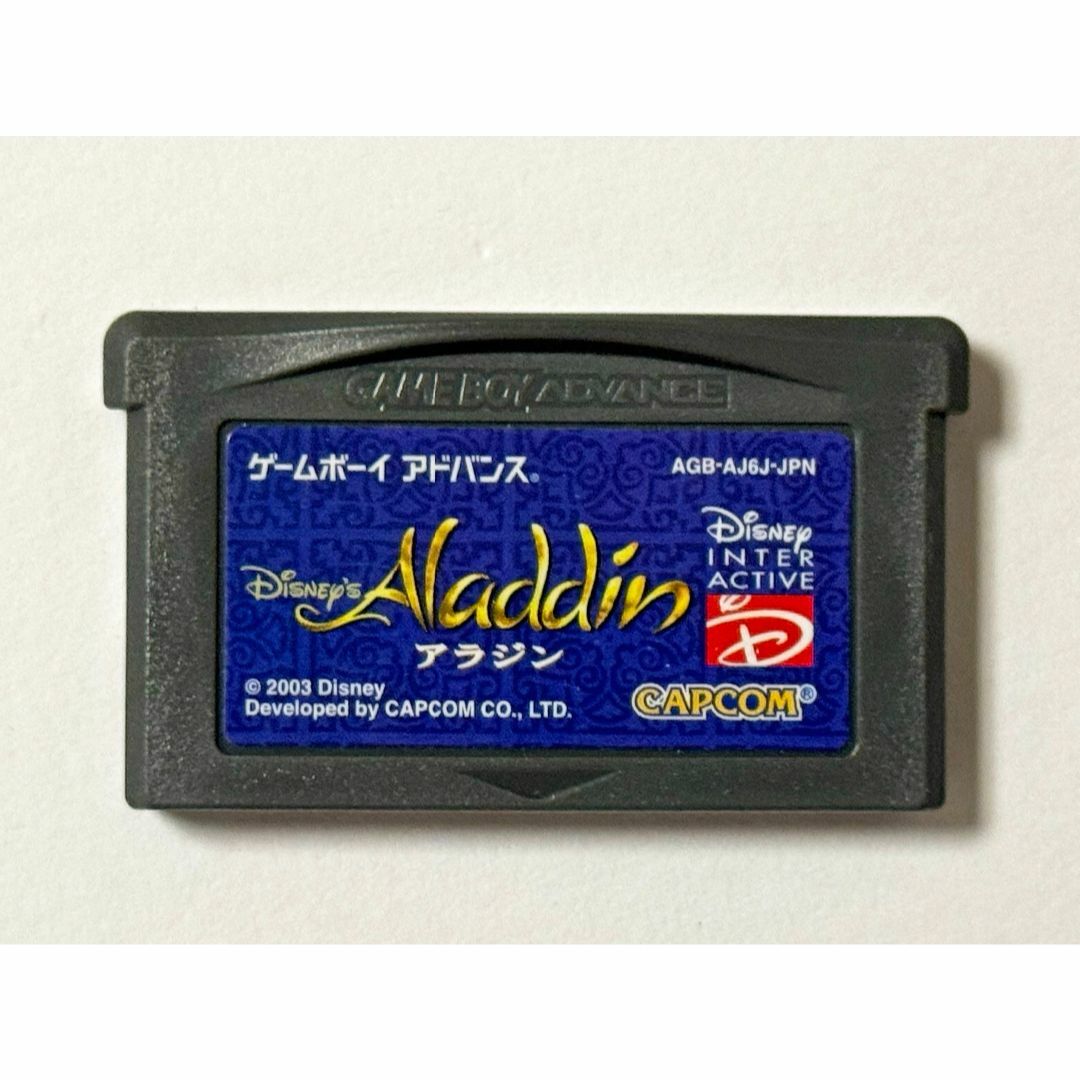 GAME BOY ADVANCE
ゲームボーイ アドバンス®
AGB-AJ6J-JPN
Disney
INTER
ACTIVE
Disney's Aladdin
アラジン
© 2003 Disney
Developed by CAPCOM CO., LTD.
CAPCOM®